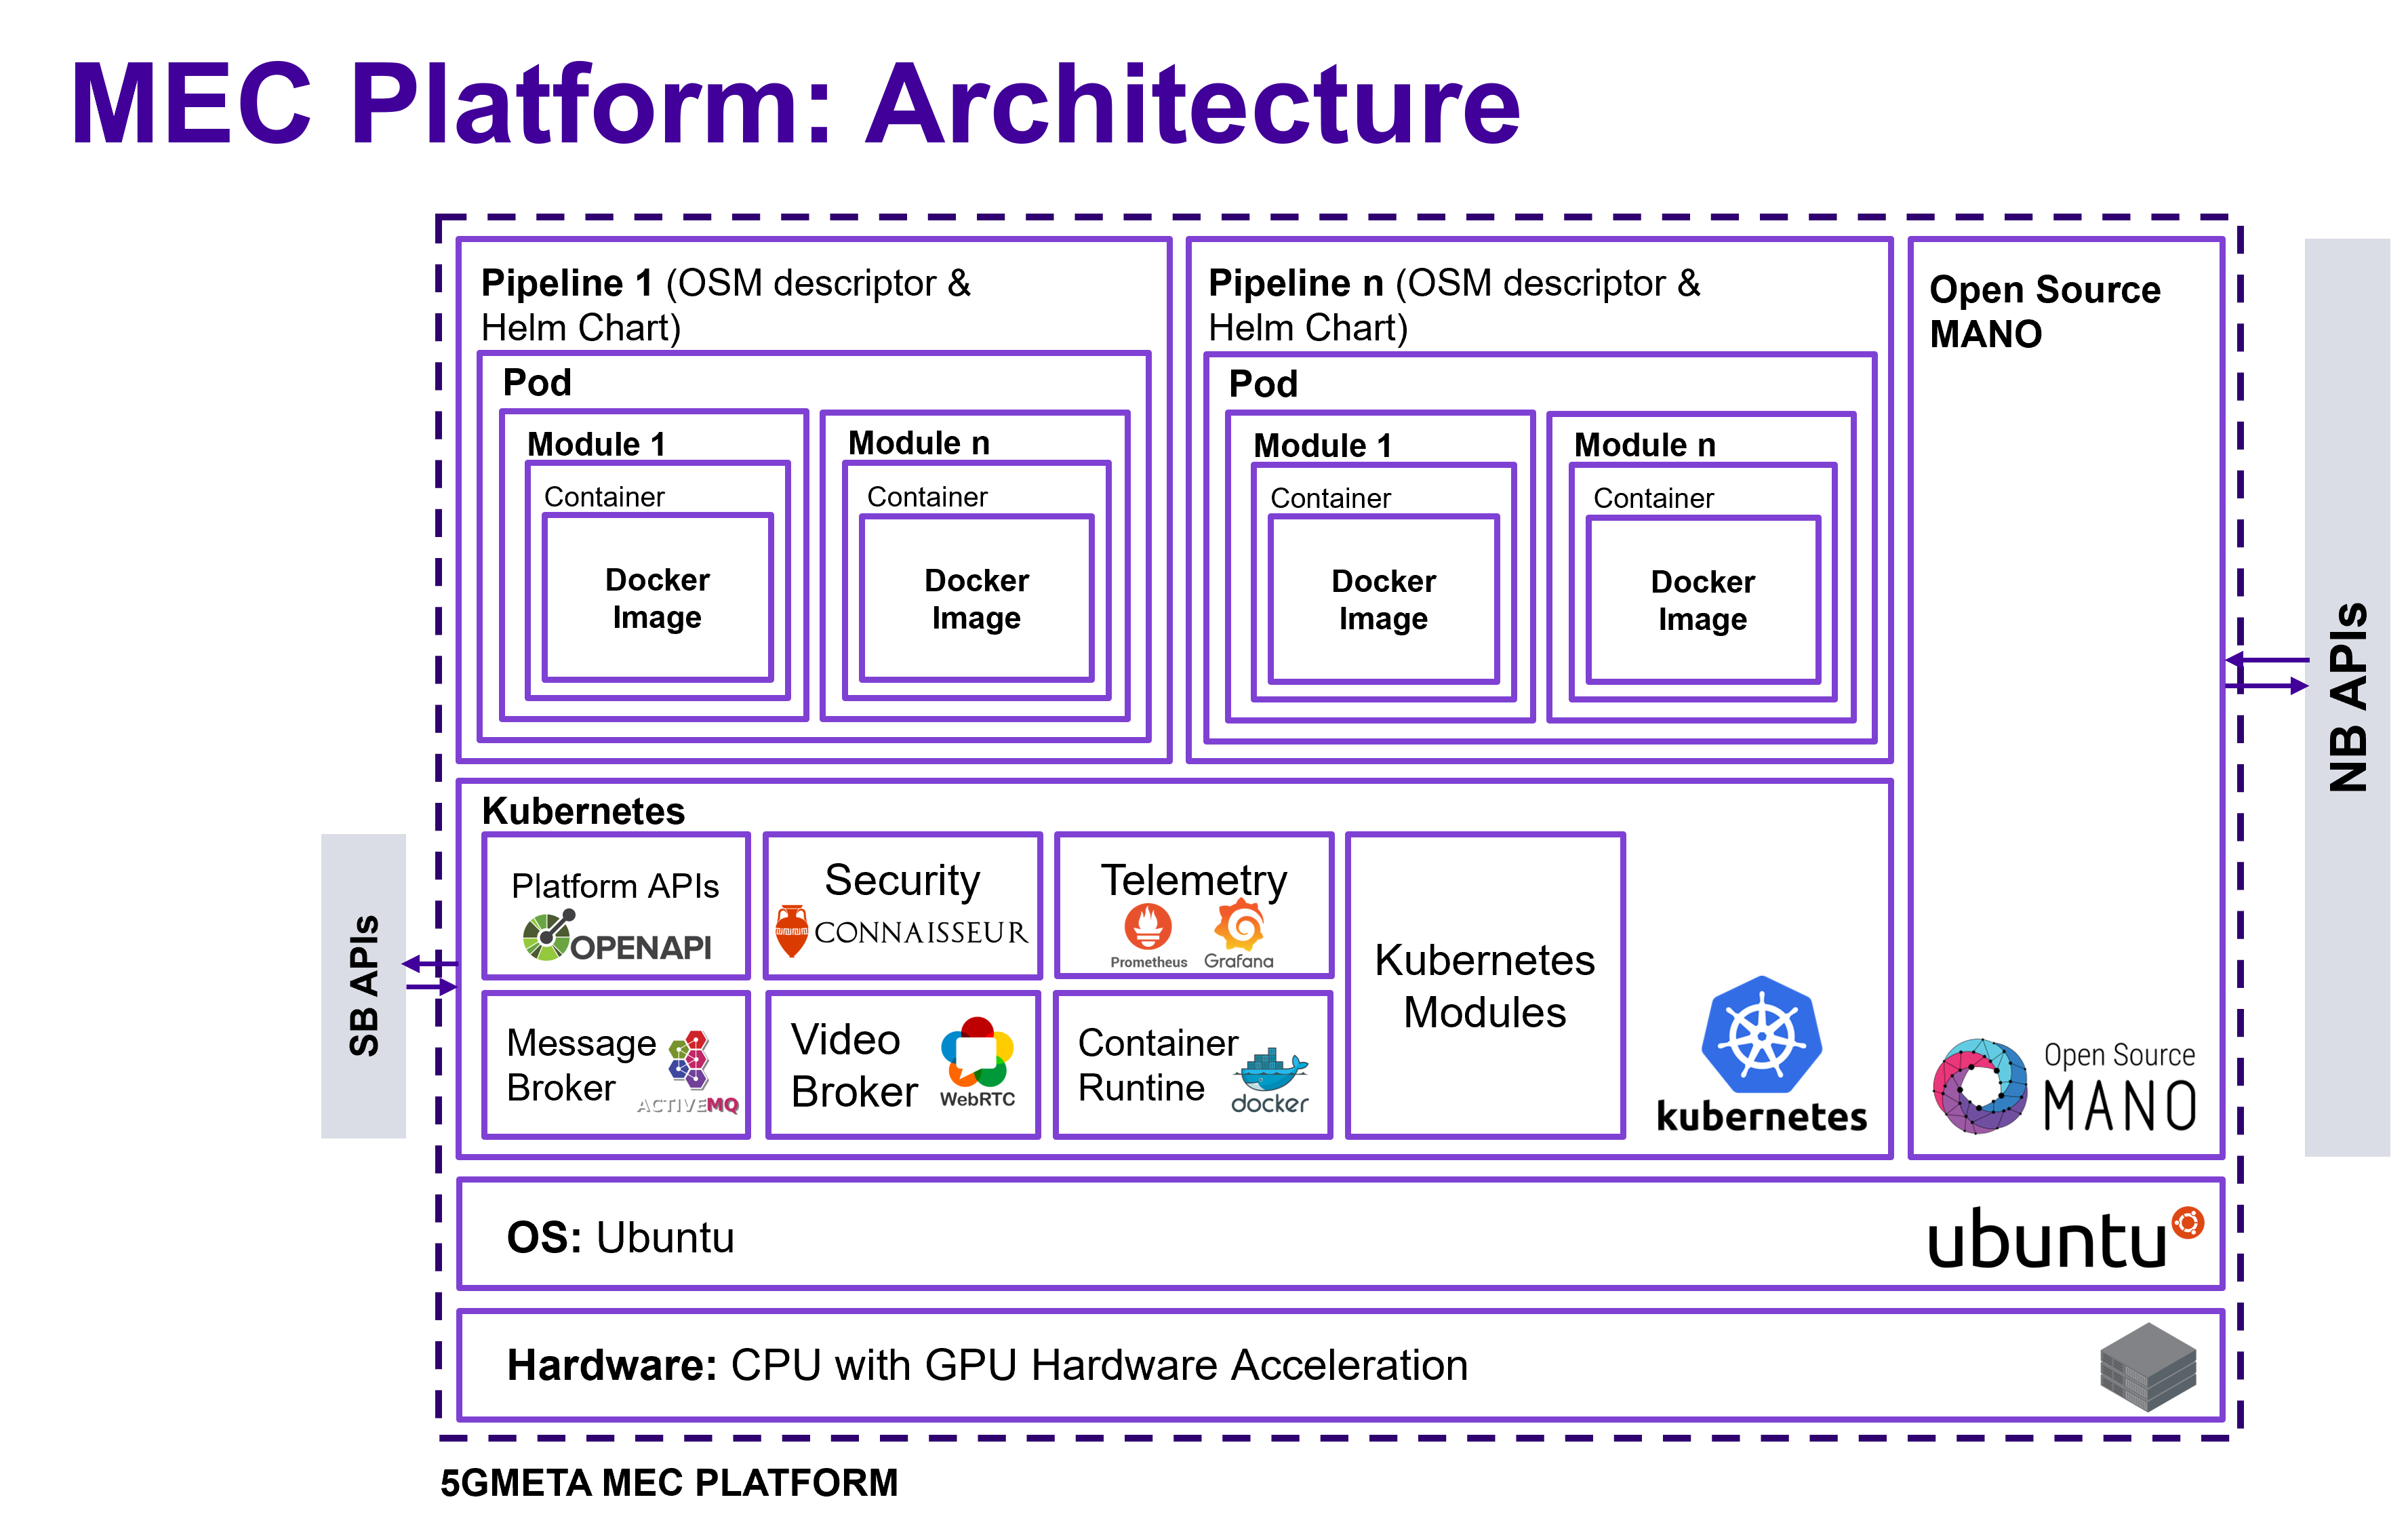 MEC Platform: Architecture
Pipeline 1 (OSM descriptor &
Helm Chart)
Pod
Module 1
Container
Docker
Image
Module n
Container
Docker
Image
Pipeline n (OSM descriptor &
Helm Chart)
Pod
Module 1
Container
Docker
Image
Module n
Container
Docker
Image
Open Source
MANO
Open Source
MANO
NB APIs
SB APIs
Kubernetes
Platform APIs
OPENAPI
Security
CONNAISSEUR
Telemetry
Prometheus
Grafana
Message
Broker
ACTIVEMQ
Video
Broker
WebRTC
Container
Runtime
docker
Kubernetes
Modules
kubernetes
OS: Ubuntu
ubuntu
Hardware: CPU with GPU Hardware Acceleration
5GMETA MEC PLATFORM